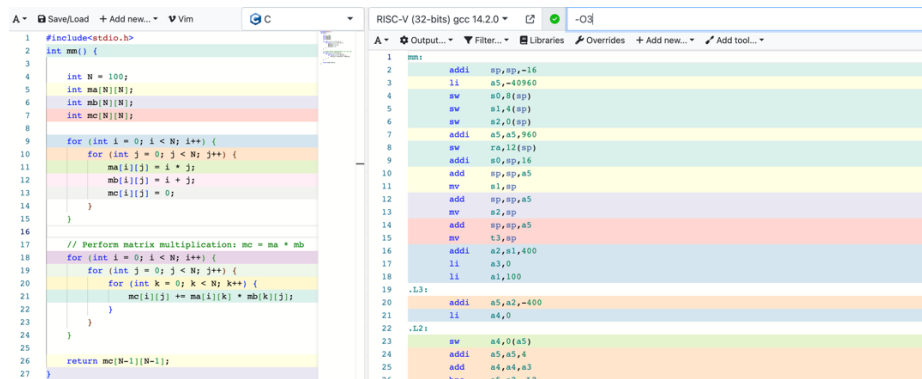 A Save/Load + Add new... Vim C
1 #include<stdio.h>
2 int mm() {
3
4 int N = 100;
5 int ma[N][N];
6 int mb[N][N];
7 int mc[N][N];
8
9 for (int i = 0; i < N; i++) {
10 for (int j = 0; j < N; j++) {
11 ma[i][j] = i * j;
12 mb[i][j] = i + j;
13 mc[i][j] = 0;
14 }
15 }
16
17 // Perform matrix multiplication: mc = ma * mb
18 for (int i = 0; i < N; i++) {
19 for (int j = 0; j < N; j++) {
20 for (int k = 0; k < N; k++) {
21 mc[i][j] += ma[i][k] * mb[k][j];
22 }
23 }
24 }
25
26 return mc[N-1][N-1];
27 }
RISC-V (32-bits) gcc 14.2.0 -O3
A Output... Filter... Libraries Overrides + Add new... Add tool...
1 mm:
2 addi sp,sp,-16
3 li a5,-40960
4 sw s0,8(sp)
5 sw s1,4(sp)
6 sw s2,0(sp)
7 addi a5,a5,960
8 sw ra,12(sp)
9 addi s0,sp,16
10 add sp,sp,a5
11 mv s1,sp
12 add sp,sp,a5
13 mv s2,sp
14 add sp,sp,a5
15 mv t3,sp
16 addi a2,s1,400
17 li a3,0
18 li a1,100
19 .L3:
20 addi a5,a2,-400
21 li a4,0
22 .L2:
23 sw a4,0(a5)
24 addi a5,a5,4
25 add a4,a4,a3